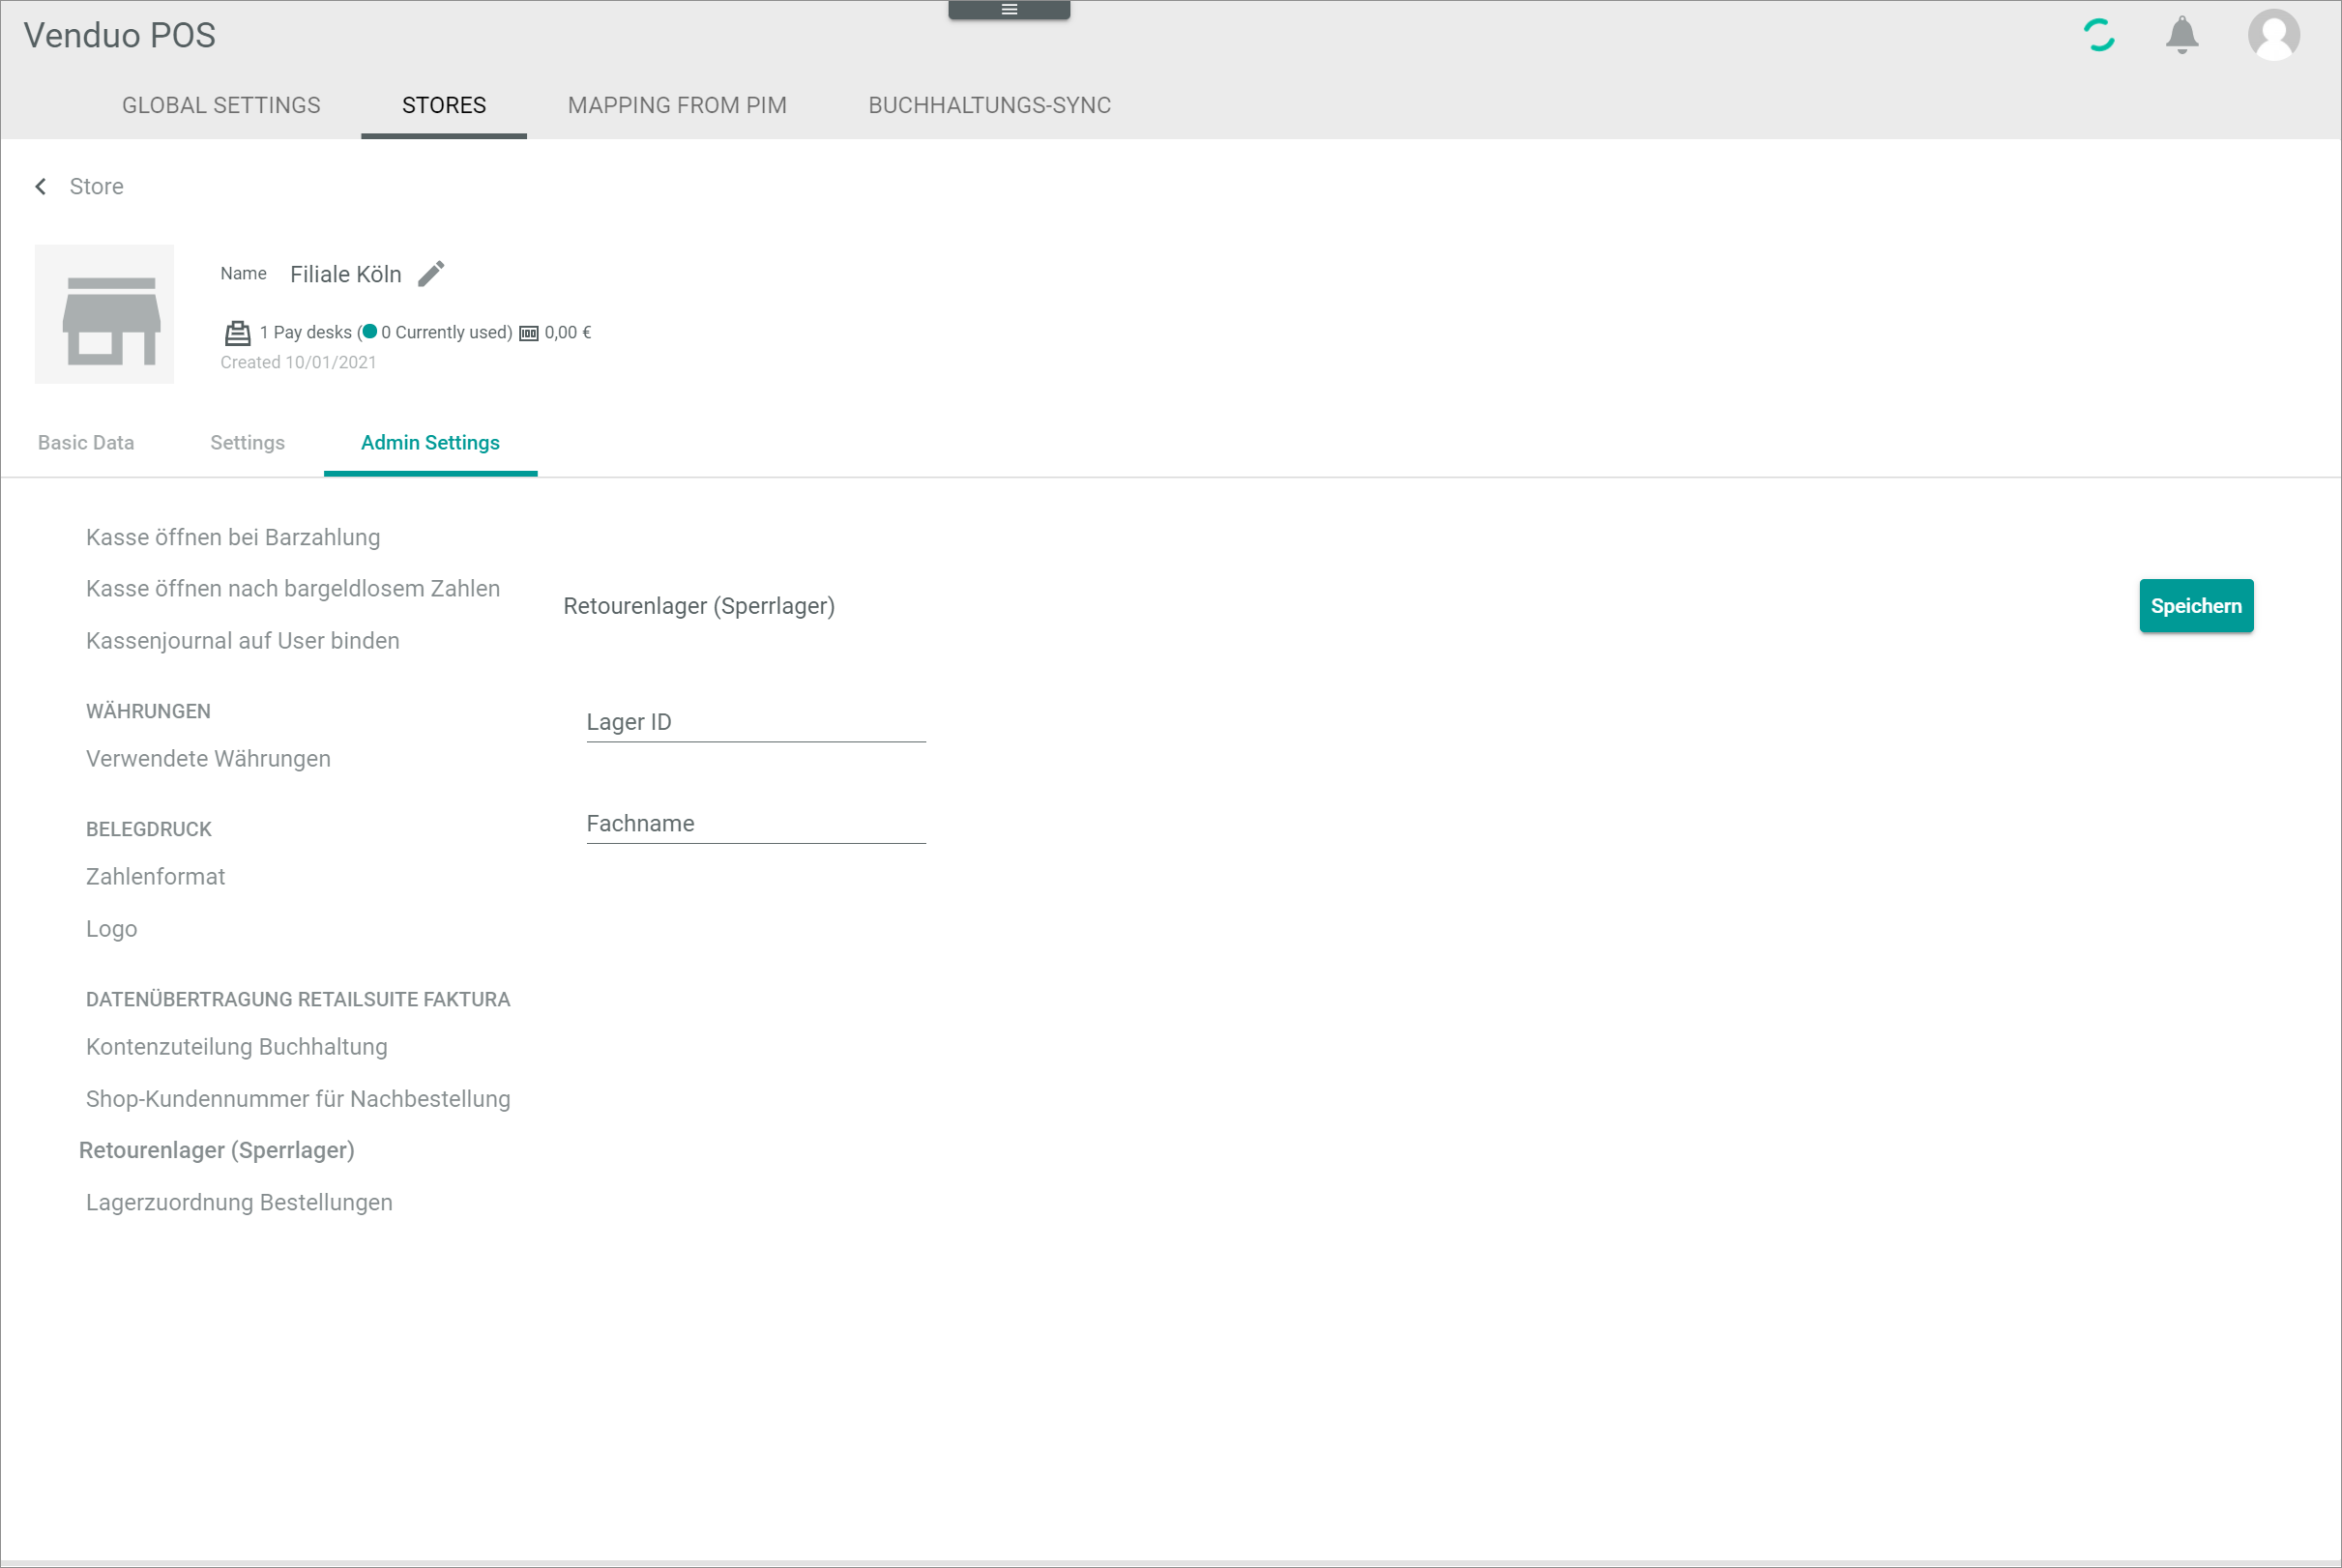 Venduo POS
GLOBAL SETTINGS STORES MAPPING FROM PIM BUCHHALTUNGS-SYNC
Store
Name Filiale Köln
1 Pay desks ( 0 Currently used) 0,00 €
Created 10/01/2021
Basic Data Settings Admin Settings
Kasse öffnen bei Barzahlung
Kasse öffnen nach bargeldlosem Zahlen
Kassenjournal auf User binden
WÄHRUNGEN
Verwendete Währungen
BELEGDRUCK
Zahlenformat
Logo
DATENÜBERTRAGUNG RETAILSUITE FAKTURA
Kontenzuteilung Buchhaltung
Shop-Kundennummer für Nachbestellung
Retourenlager (Sperrlager)
Lagerzuordnung Bestellungen
Retourenlager (Sperrlager)
Speichern
Lager ID
Fachname